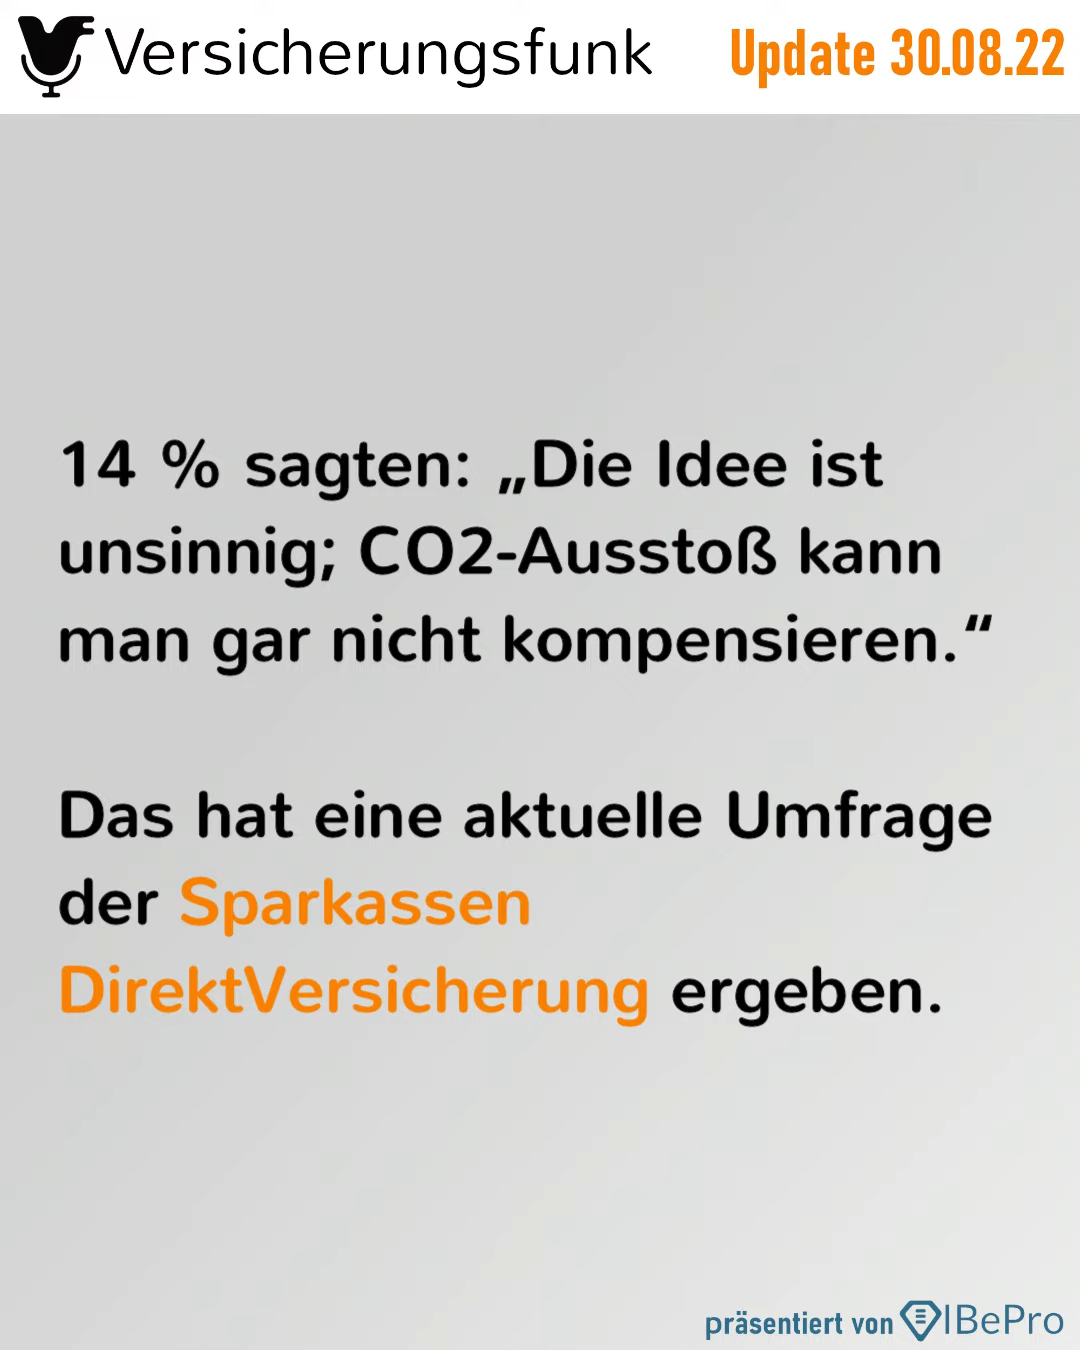 Versicherungsfunk
Update 30.08.22
14 % sagten: „Die Idee ist
unsinnig; CO2-Ausstoß kann
man gar nicht kompensieren.“
Das hat eine aktuelle Umfrage
der Sparkassen
DirektVersicherung ergeben.
präsentiert von IBePro